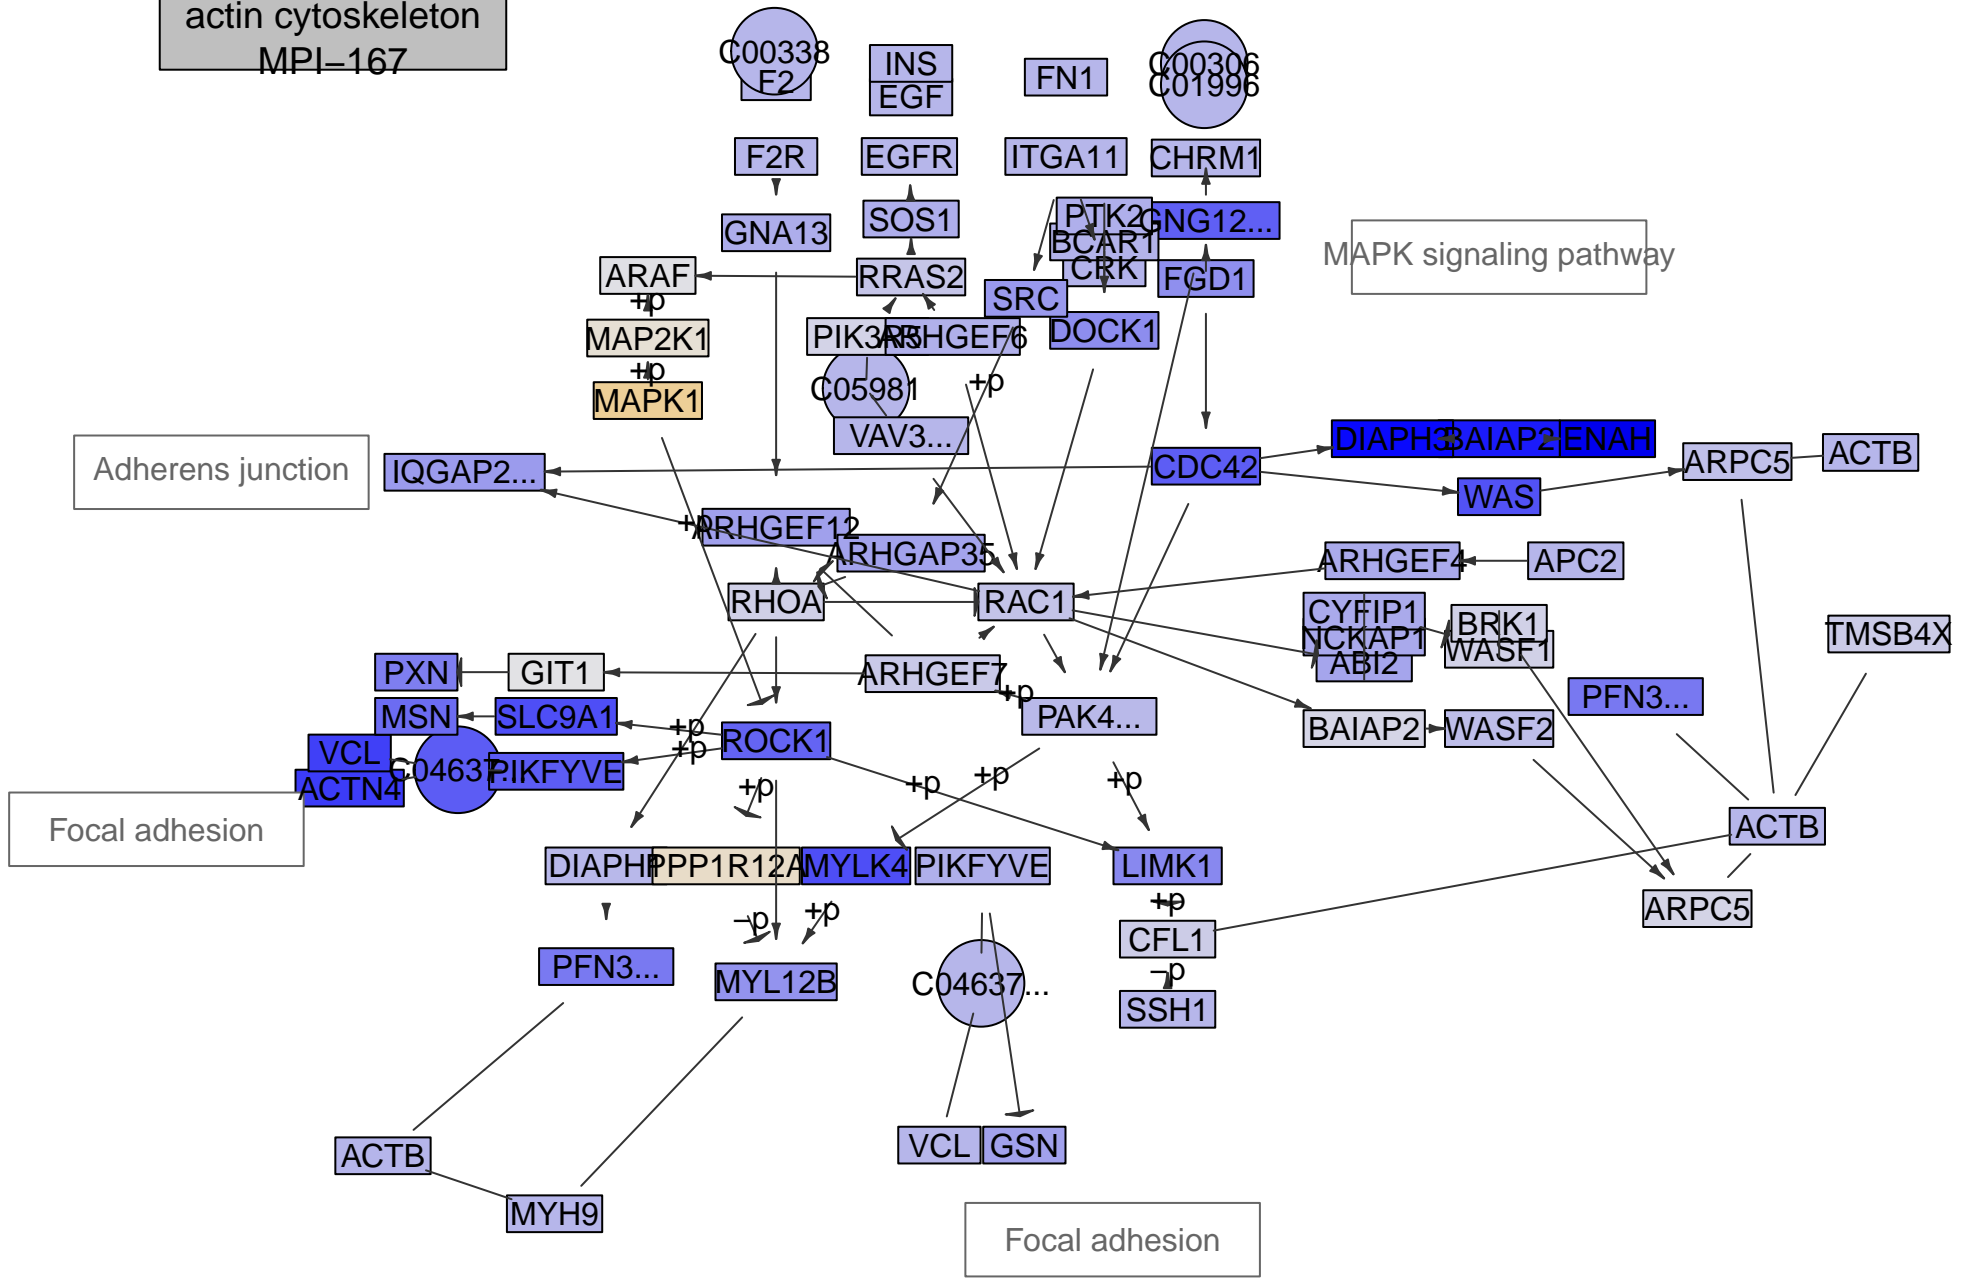 actin cytoskeleton
MPI−167
C00338
F2
INS
EGF
FN1
C00306
C01996
F2R
EGFR
ITGA11
CHRM1
GNA13
SOS1
PTK2
GNG12...
BCAR1
CRK
FGD1
MAPK signaling pathway
ARAF
RRAS2
SRC
+p
MAP2K1
ARHGEF6
DOCK1
+p
MAPK1
C05981
+p
VAV3...
DIAPH3
BAIAP2
ENAH
ACTB
Adherens junction
IQGAP2...
CDC42
ARPC5
WAS
+p
ARHGEF12
ARHGAP35
ARHGEF4
APC2
RHOA
RAC1
CYFIP1
NCKAP1
ABI2
BRK1
WASF1
TMSB4X
PXN
GIT1
ARHGEF7
+p
PFN3...
MSN
SLC9A1
+p
PAK4...
BAIAP2
WASF2
VCL
ROCK1
+p
C04637...
PIKFYVE
ACTN4
+p
+p
+p
+p
Focal adhesion
ACTB
PPP1R12A
MYLK4
PIKFYVE
LIMK1
−p
+p
+p
ARPC5
CFL1
PFN3...
MYL12B
C04637...
−p
SSH1
ACTB
VCL
GSN
MYH9
Focal adhesion